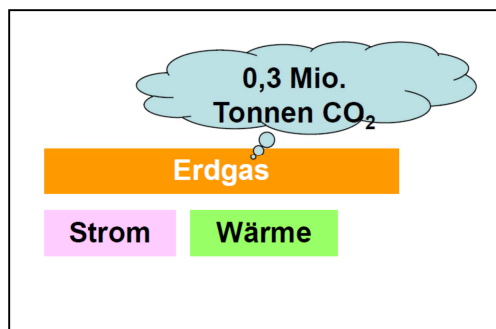 0,3 Mio.
Tonnen CO₂
Erdgas
Strom Wärme